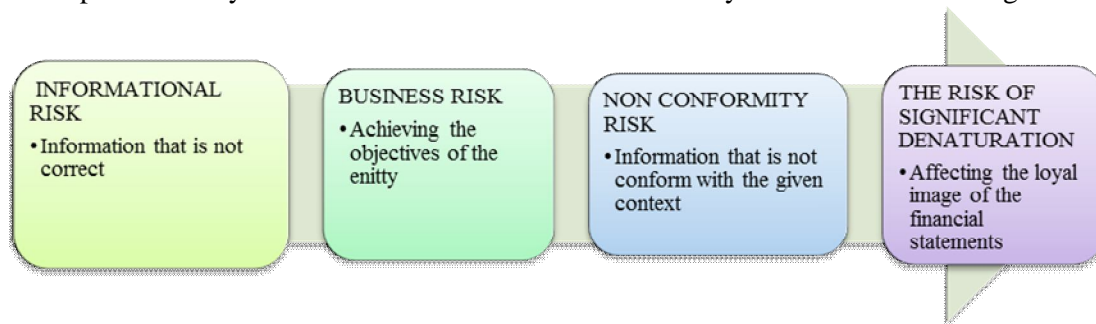 INFORMATIONAL
RISK
•Information that is not
correct
BUSINESS RISK
•Achieving the
objectives of the
enitty
NON CONFORMITY
RISK
•Information that is not
conform with the given
context
THE RISK OF
SIGNIFICANT
DENATURATION
•Affecting the loyal
image of the
financial
statements